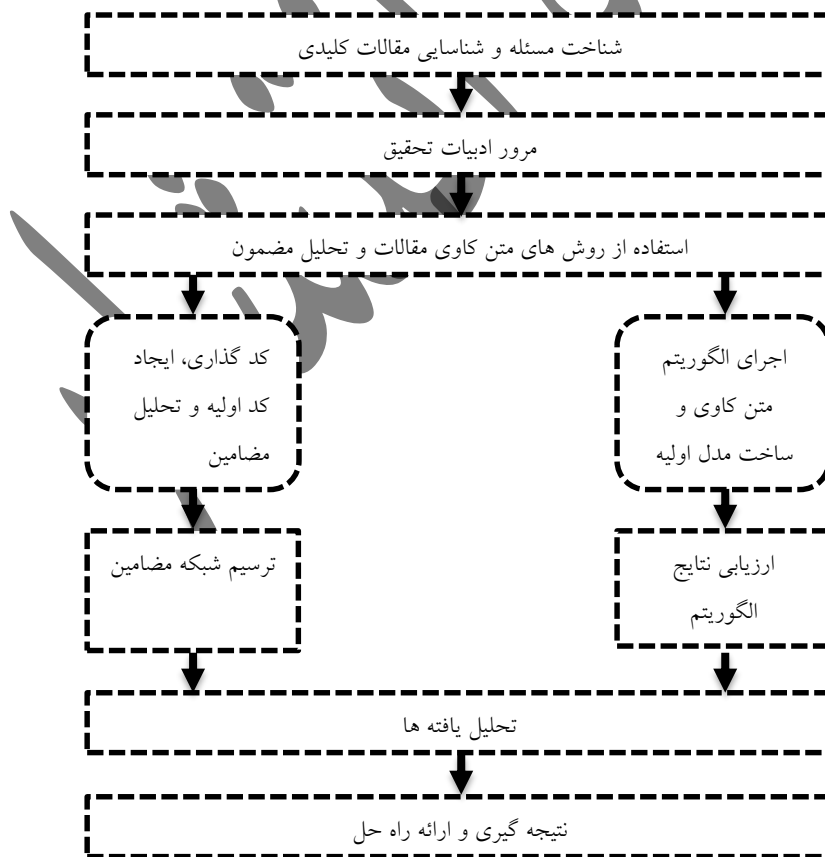 شناخت مسئله و شناسایی مقالات کلیدی
مرور ادبیات تحقیق
استفاده از روش های متن کاوی مقالات و تحلیل مضمون
اجرای الگوریتم
متن کاوی و
ساخت مدل اولیه
کد گذاری، ایجاد
کد اولیه و تحلیل
مضامین
ارزیابی نتایج
الگوریتم
ترسیم شبکه مضامین
تحلیل یافته ها
نتیجه گیری و ارائه راه حل